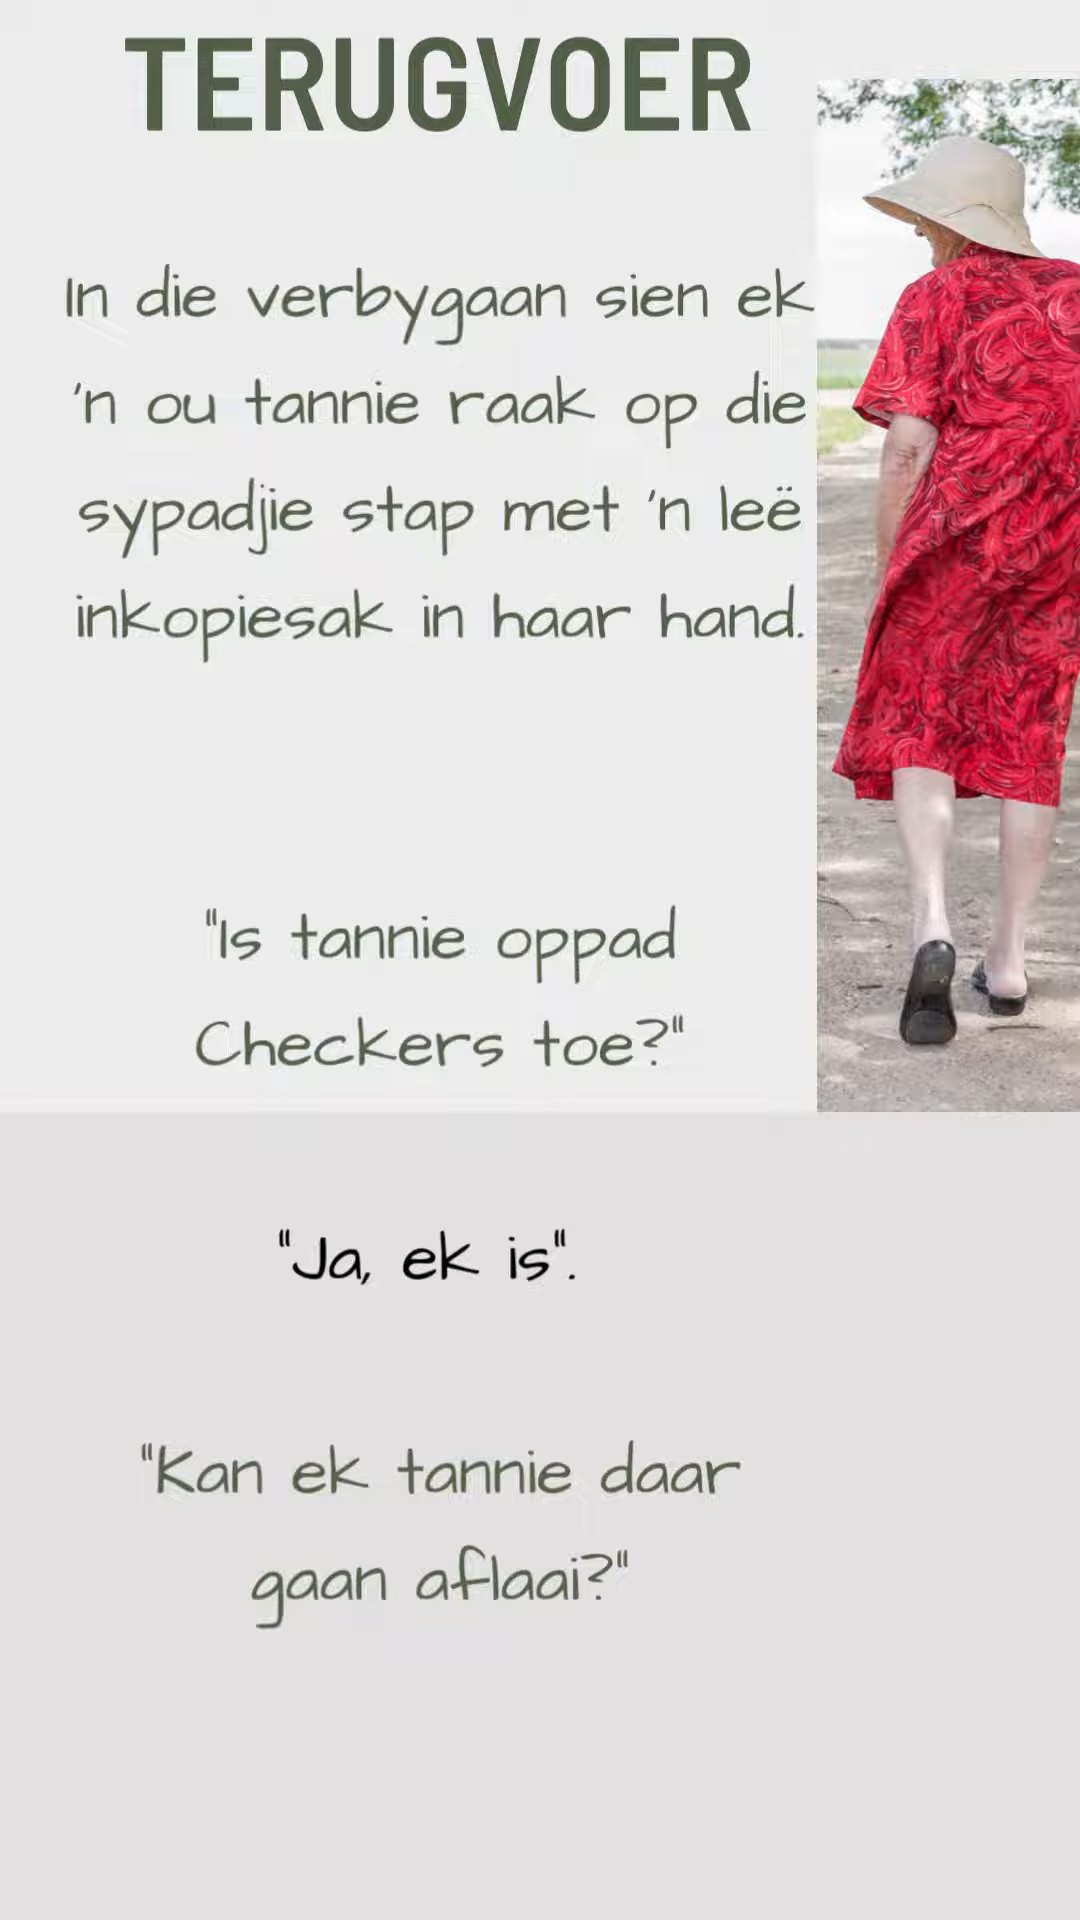 TERUGVOER
In die verbygaan sien ek
'n ou tannie raak op die
sypadjie stap met 'n leë
inkopiesak in haar hand.
"Is tannie oppad
Checkers toe?"
"Ja, ek is".
"Kan ek tannie daar
gaan aflaai?"